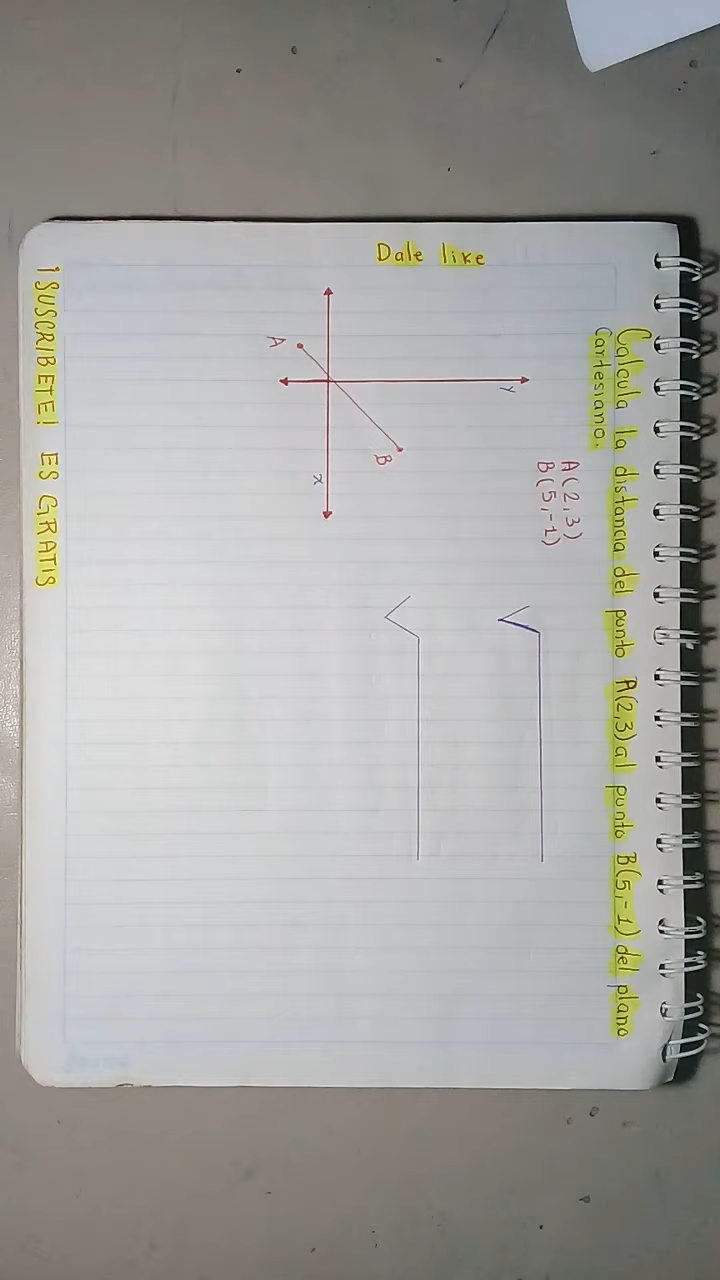 Calcula la distancia del punto A(2,3) al punto B(5,-1) del plano
cartesiano.
A(2,3)
B(5,-1)
Dale like
y
B
x
A
¡SUSCRIBETE! ES GRATIS